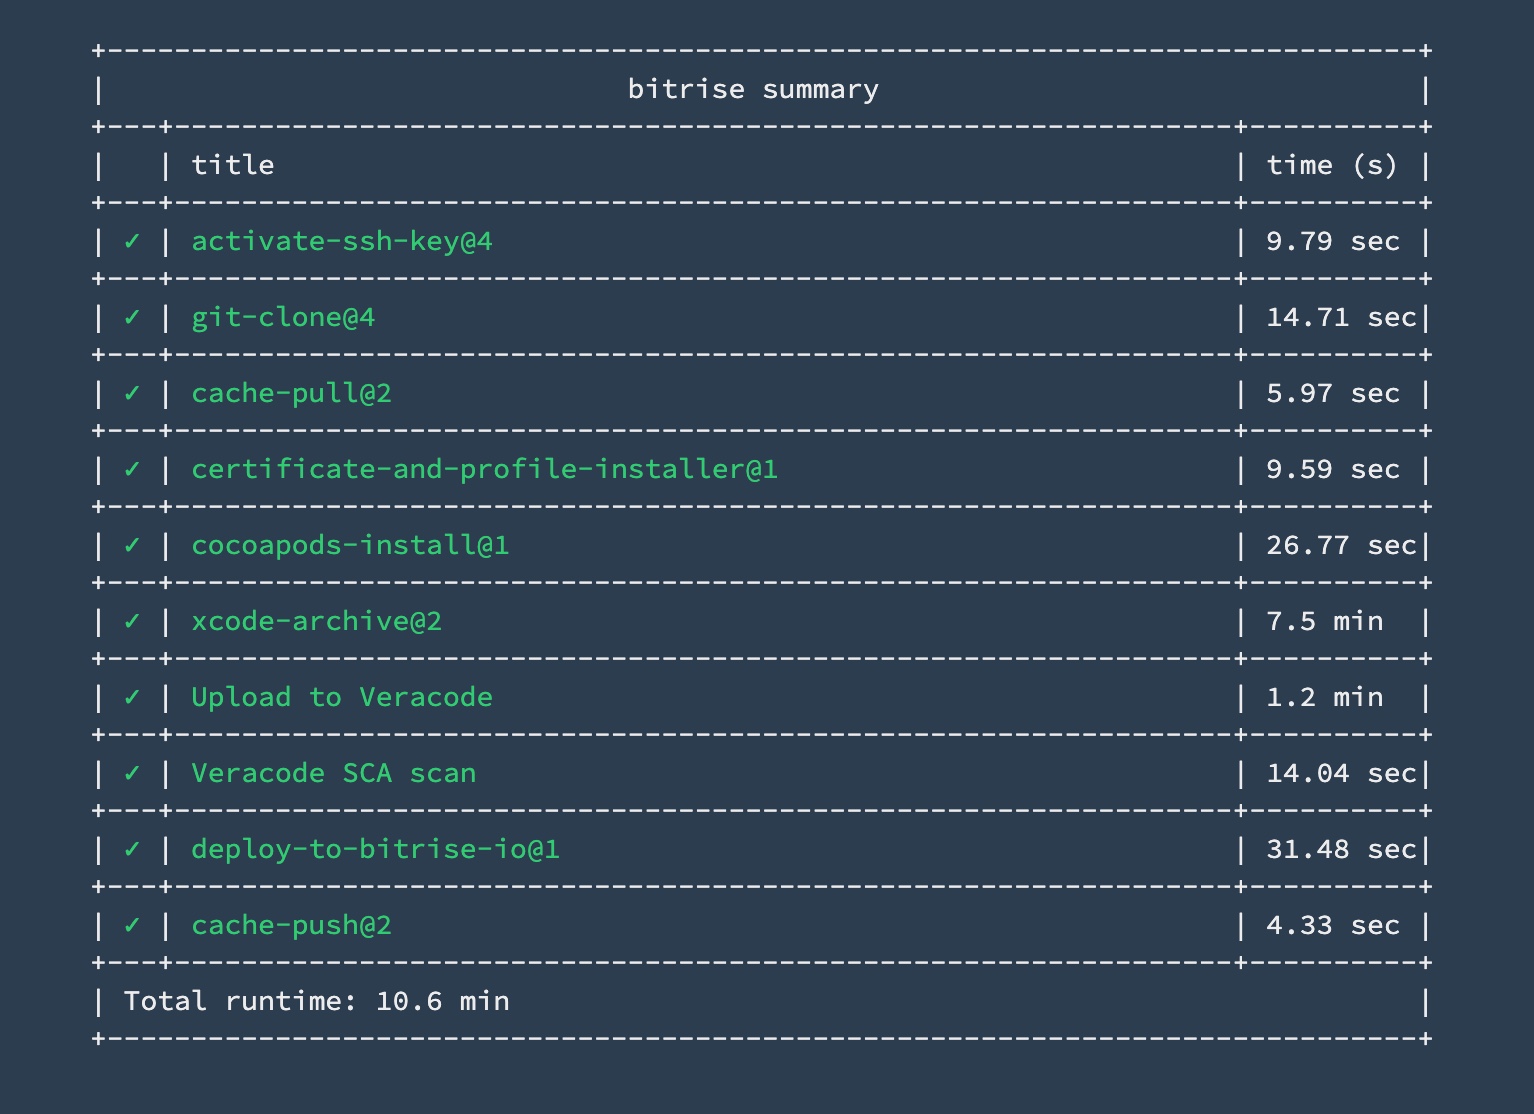 +------------------------------------------------------------------------------+
|                               bitrise summary                                |
+---+---------------------------------------------------------------+----------+
|   | title                                                         | time (s) |
+---+---------------------------------------------------------------+----------+
| ✓ | activate-ssh-key@4                                            | 9.79 sec |
+---+---------------------------------------------------------------+----------+
| ✓ | git-clone@4                                                   | 14.71 sec|
+---+---------------------------------------------------------------+----------+
| ✓ | cache-pull@2                                                  | 5.97 sec |
+---+---------------------------------------------------------------+----------+
| ✓ | certificate-and-profile-installer@1                           | 9.59 sec |
+---+---------------------------------------------------------------+----------+
| ✓ | cocoapods-install@1                                           | 26.77 sec|
+---+---------------------------------------------------------------+----------+
| ✓ | xcode-archive@2                                               | 7.5 min  |
+---+---------------------------------------------------------------+----------+
| ✓ | Upload to Veracode                                            | 1.2 min  |
+---+---------------------------------------------------------------+----------+
| ✓ | Veracode SCA scan                                             | 14.04 sec|
+---+---------------------------------------------------------------+----------+
| ✓ | deploy-to-bitrise-io@1                                        | 31.48 sec|
+---+---------------------------------------------------------------+----------+
| ✓ | cache-push@2                                                  | 4.33 sec |
+---+---------------------------------------------------------------+----------+
| Total runtime: 10.6 min                                                      |
+------------------------------------------------------------------------------+